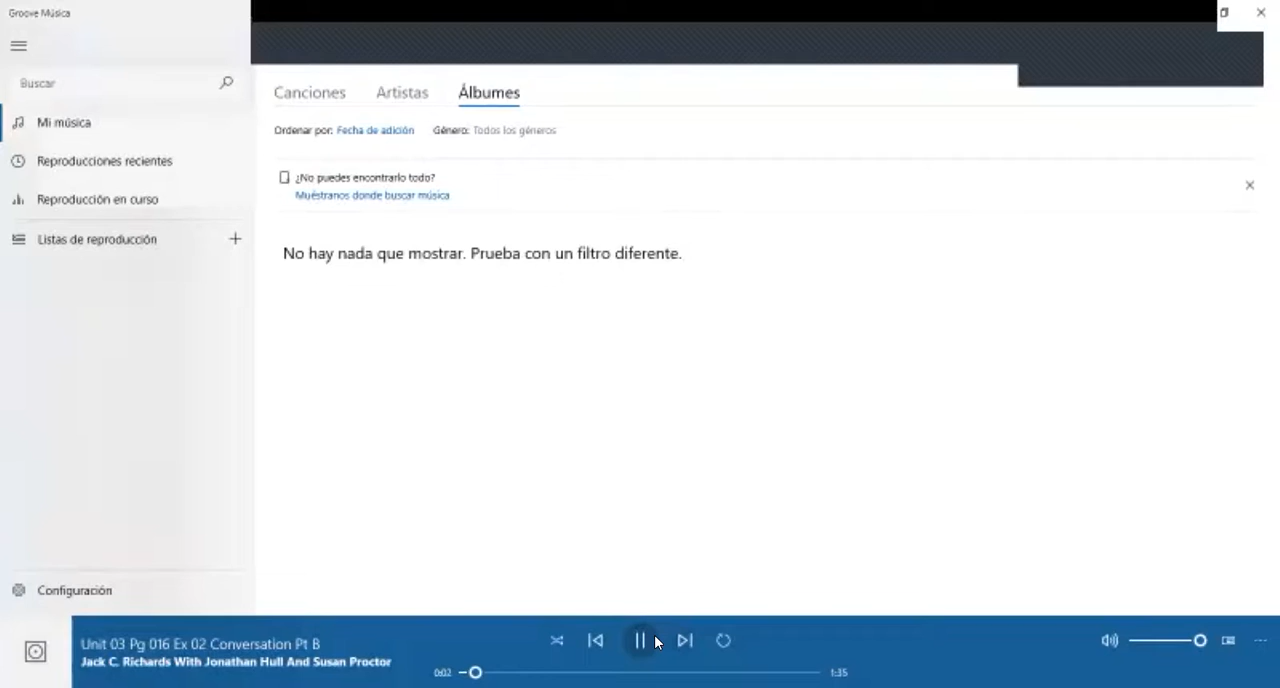 Groove Música
Buscar
Mi música
Reproducciones recientes
Reproducción en curso
Listas de reproducción
Configuración
Canciones Artistas Álbumes
Ordenar por: Fecha de adición Género: Todos los géneros
¿No puedes encontrarlo todo?
Muéstranos donde buscar música
No hay nada que mostrar. Prueba con un filtro diferente.
Unit 03 Pg 016 Ex 02 Conversation Pt B
Jack C. Richards With Jonathan Hull And Susan Proctor
0:02 1:35